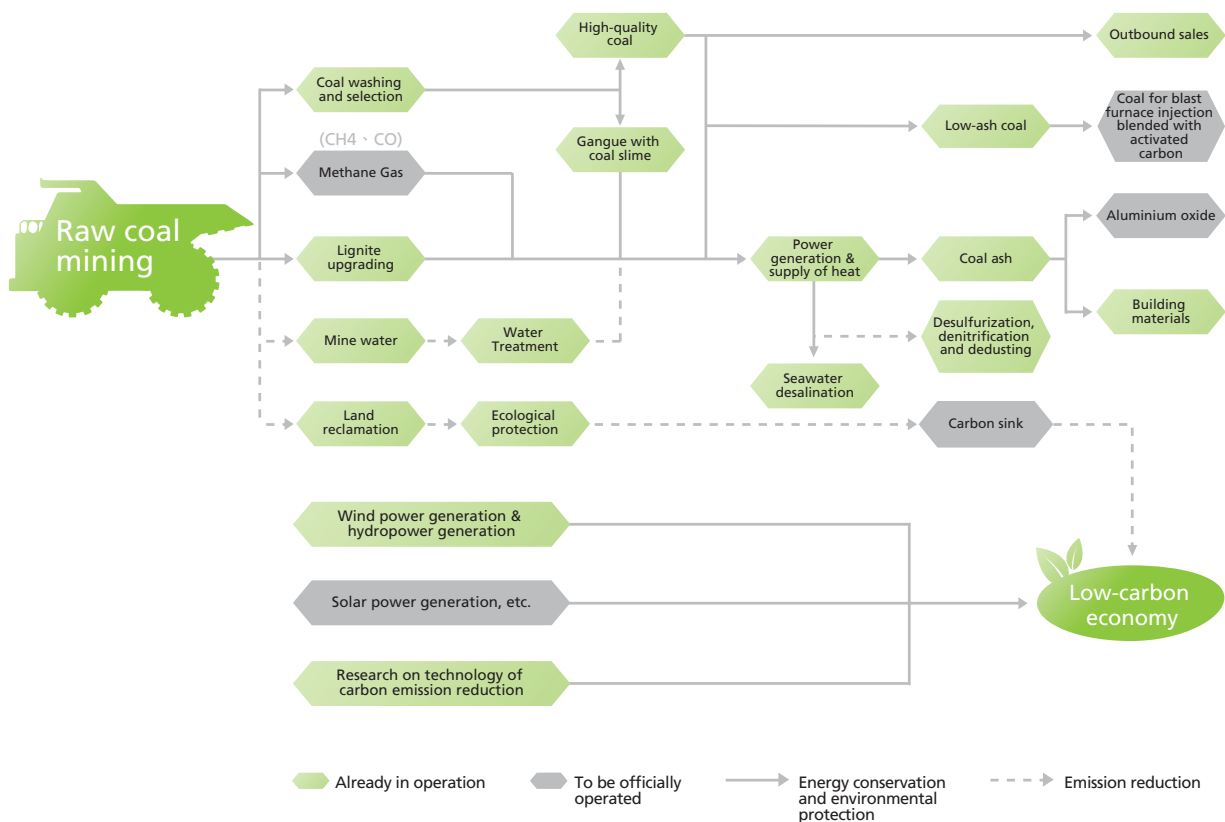 High-quality
coal
Outbound sales
Coal washing
and selection
Coal for blast
furnace injection
blended with
activated
carbon
Low-ash coal
(CH4、CO)
Gangue with
coal slime
Methane Gas
Raw coal
mining
Aluminium oxide
Lignite
upgrading
Power
generation &
supply of heat
Coal ash
Building
materials
Mine water
Water
Treatment
Desulfurization,
denitrification
and dedusting
Seawater
desalination
Land
reclamation
Ecological
protection
Carbon sink
Wind power generation &
hydropower generation
Solar power generation, etc.
Low-carbon
economy
Research on technology of
carbon emission reduction
Already in operation
To be officially
operated
Energy conservation
and environmental
protection
Emission reduction